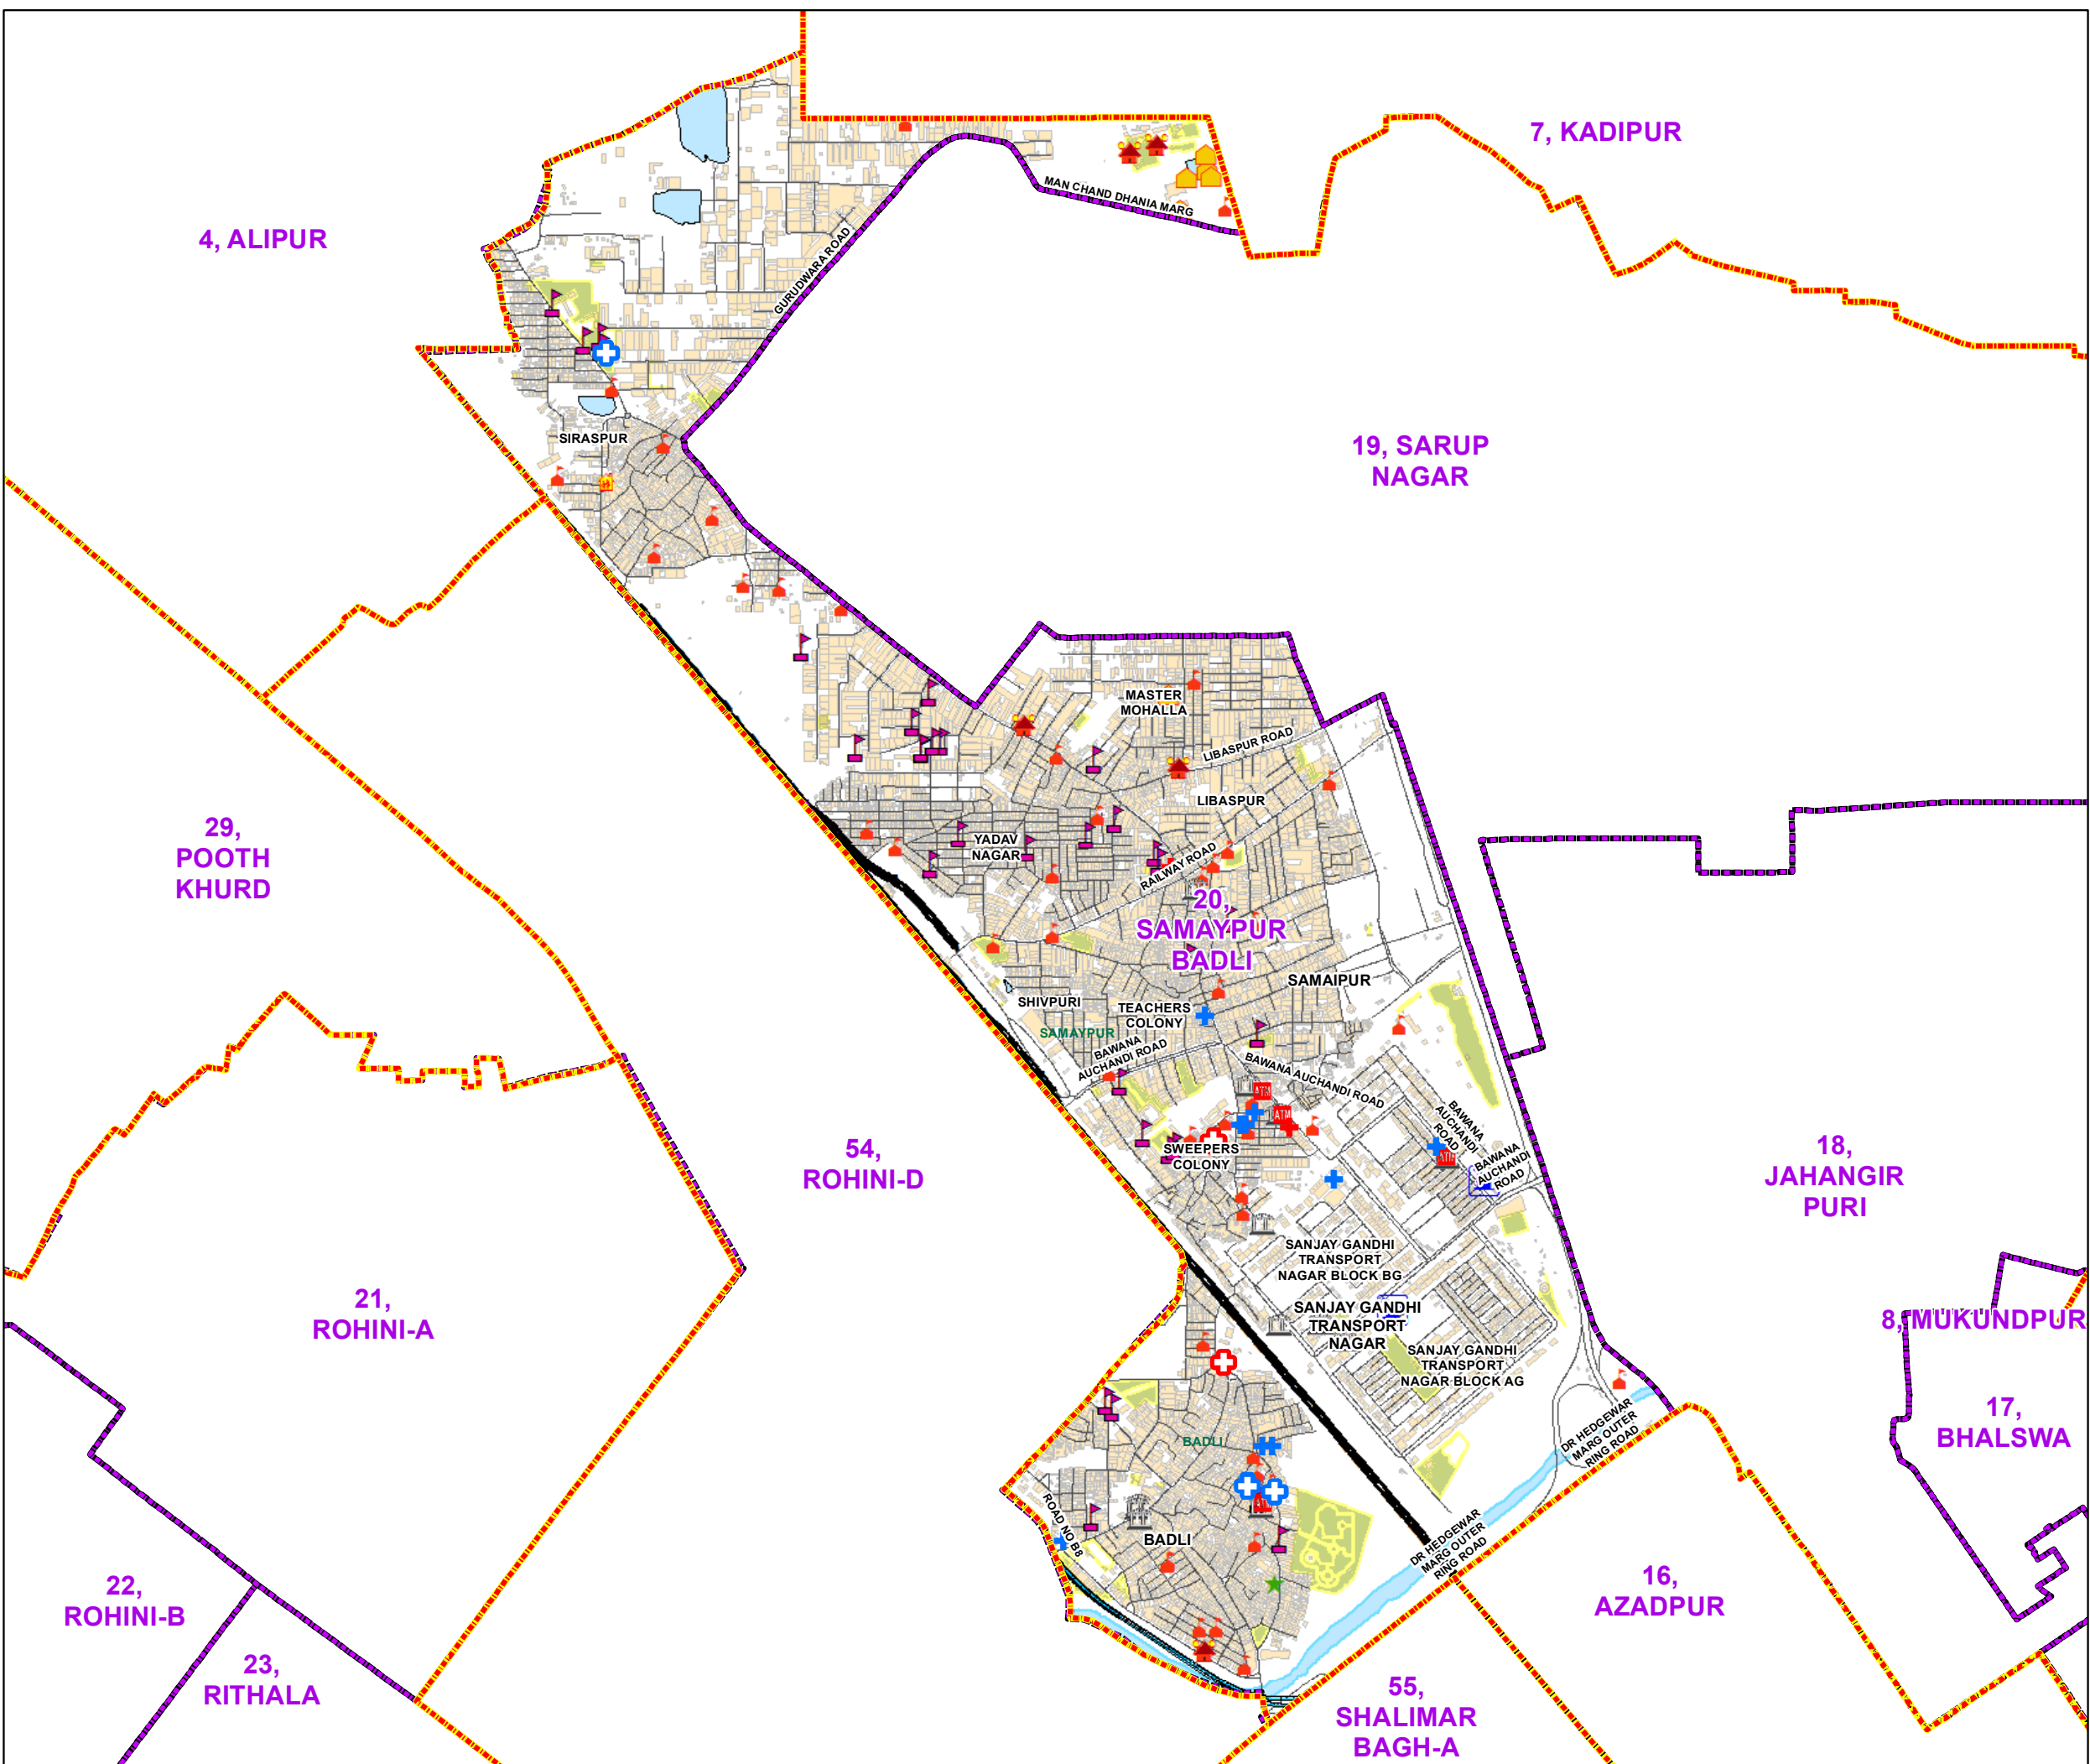 7, KADIPUR
MAN CHAND DHANIA MARG
4, ALIPUR
GURUDWARA ROAD
SIRASPUR
19, SARUP
NAGAR
MASTER
MOHALLA
LIBASPUR ROAD
LIBASPUR
29,
POOTH
KHURD
YADAV
NAGAR
RAILWAY ROAD
20,
SAMAYPUR
BADLI
SAMAIPUR
SHIVPURI
TEACHERS
COLONY
SAMAYPUR
BAWANA
AUCHANDI ROAD
BAWANA AUCHANDI ROAD
ATM
ATM
BAWANA
AUCHANDI
ROAD
SWEEPERS
COLONY
ATM
BAWANA
AUCHANDI
ROAD
54,
ROHINI-D
18,
JAHANGIR
PURI
SANJAY GANDHI
TRANSPORT
NAGAR BLOCK BG
21,
ROHINI-A
SANJAY GANDHI
TRANSPORT
NAGAR
8, MUKUNDPUR
SANJAY GANDHI
TRANSPORT
NAGAR BLOCK AG
17,
BHALSWA
DR HEDGEWAR
MARG OUTER
RING ROAD
BADLI
ATM
ROAD NO B8
BADLI
DR HEDGEWAR
MARG OUTER
RING ROAD
22,
ROHINI-B
16,
AZADPUR
23,
RITHALA
55,
SHALIMAR
BAGH-A